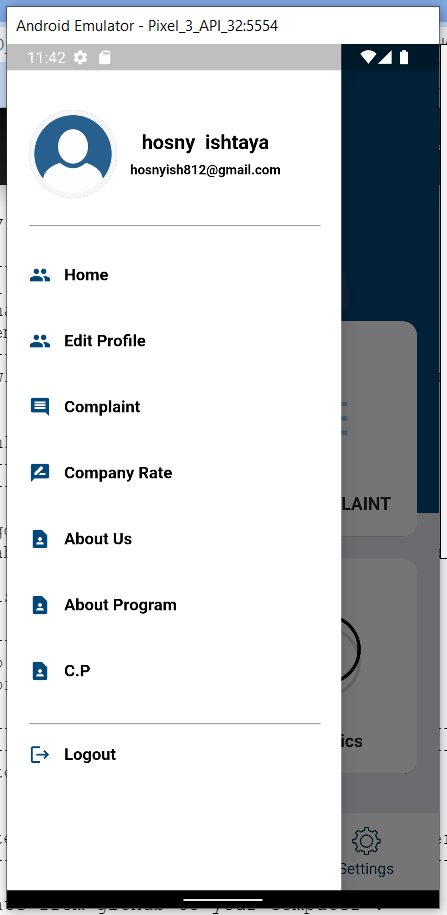 Android Emulator - Pixel_3_API_32:5554
11:42
hosny ishtaya
hosnyish812@gmail.com
Home
Edit Profile
Complaint
Company Rate
About Us
About Program
C.P
Logout
LAINT
ics
Settings